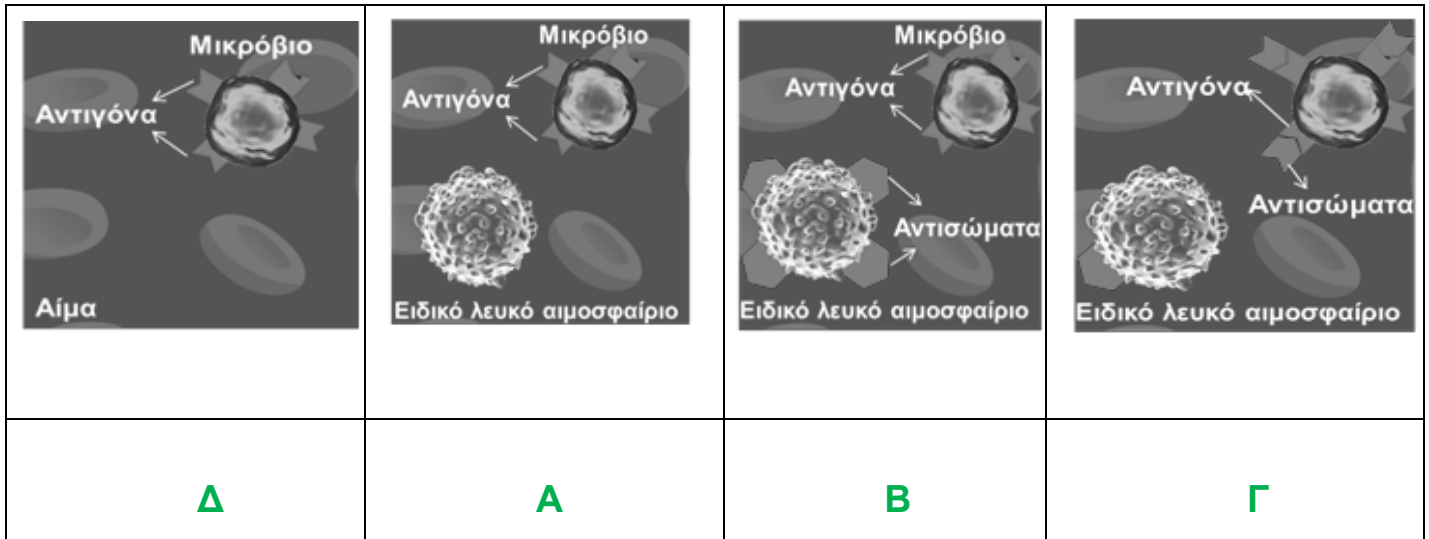 Μικρόβιο
Αντιγόνα
Αίμα
Μικρόβιο
Αντιγόνα
Ειδικό λευκό αιμοσφαίριο
Μικρόβιο
Αντιγόνα
Αντισώματα
Ειδικό λευκό αιμοσφαίριο
Αντιγόνα
Αντισώματα
Ειδικό λευκό αιμοσφαίριο
Δ
Α
Β
Γ